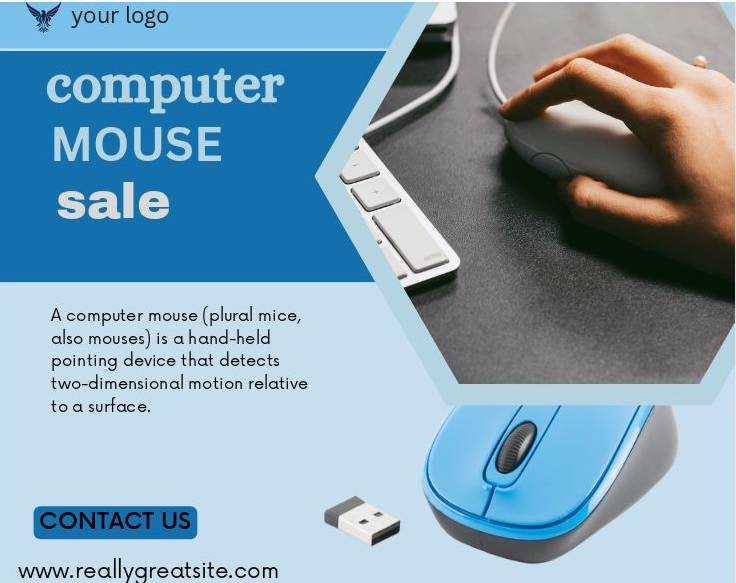 your logo
computer
MOUSE
sale
A computer mouse (plural mice,
also mouses) is a hand-held
pointing device that detects
two-dimensional motion relative
to a surface.
CONTACT US
www.reallygreatsite.com